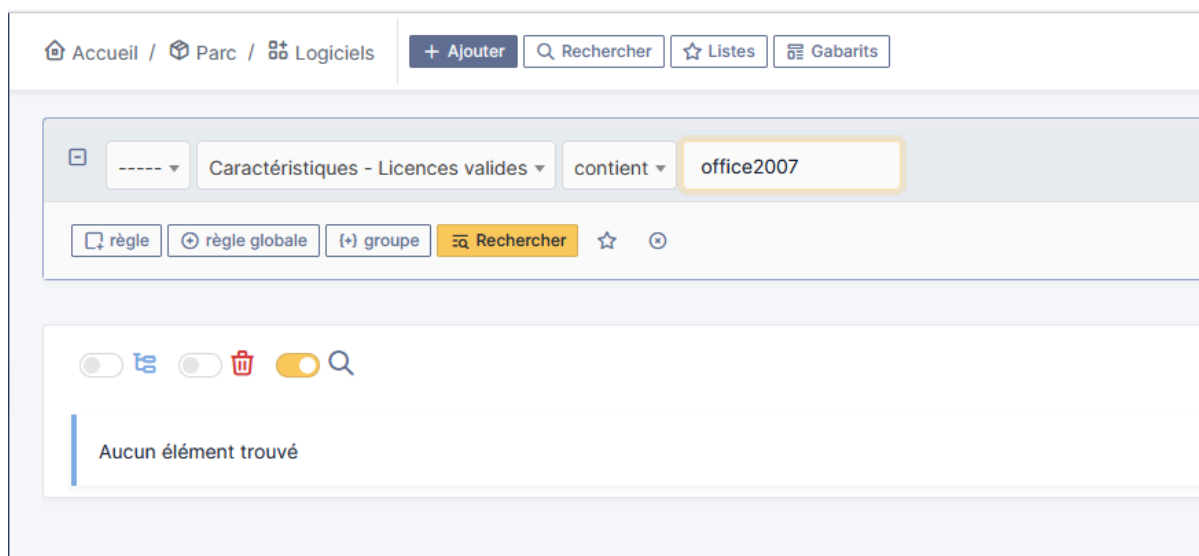 Accueil / Parc / Logiciels + Ajouter Rechercher Listes Gabarits
----- Caractéristiques - Licences valides contient office2007
règle règle globale (+) groupe Rechercher
Aucun élément trouvé